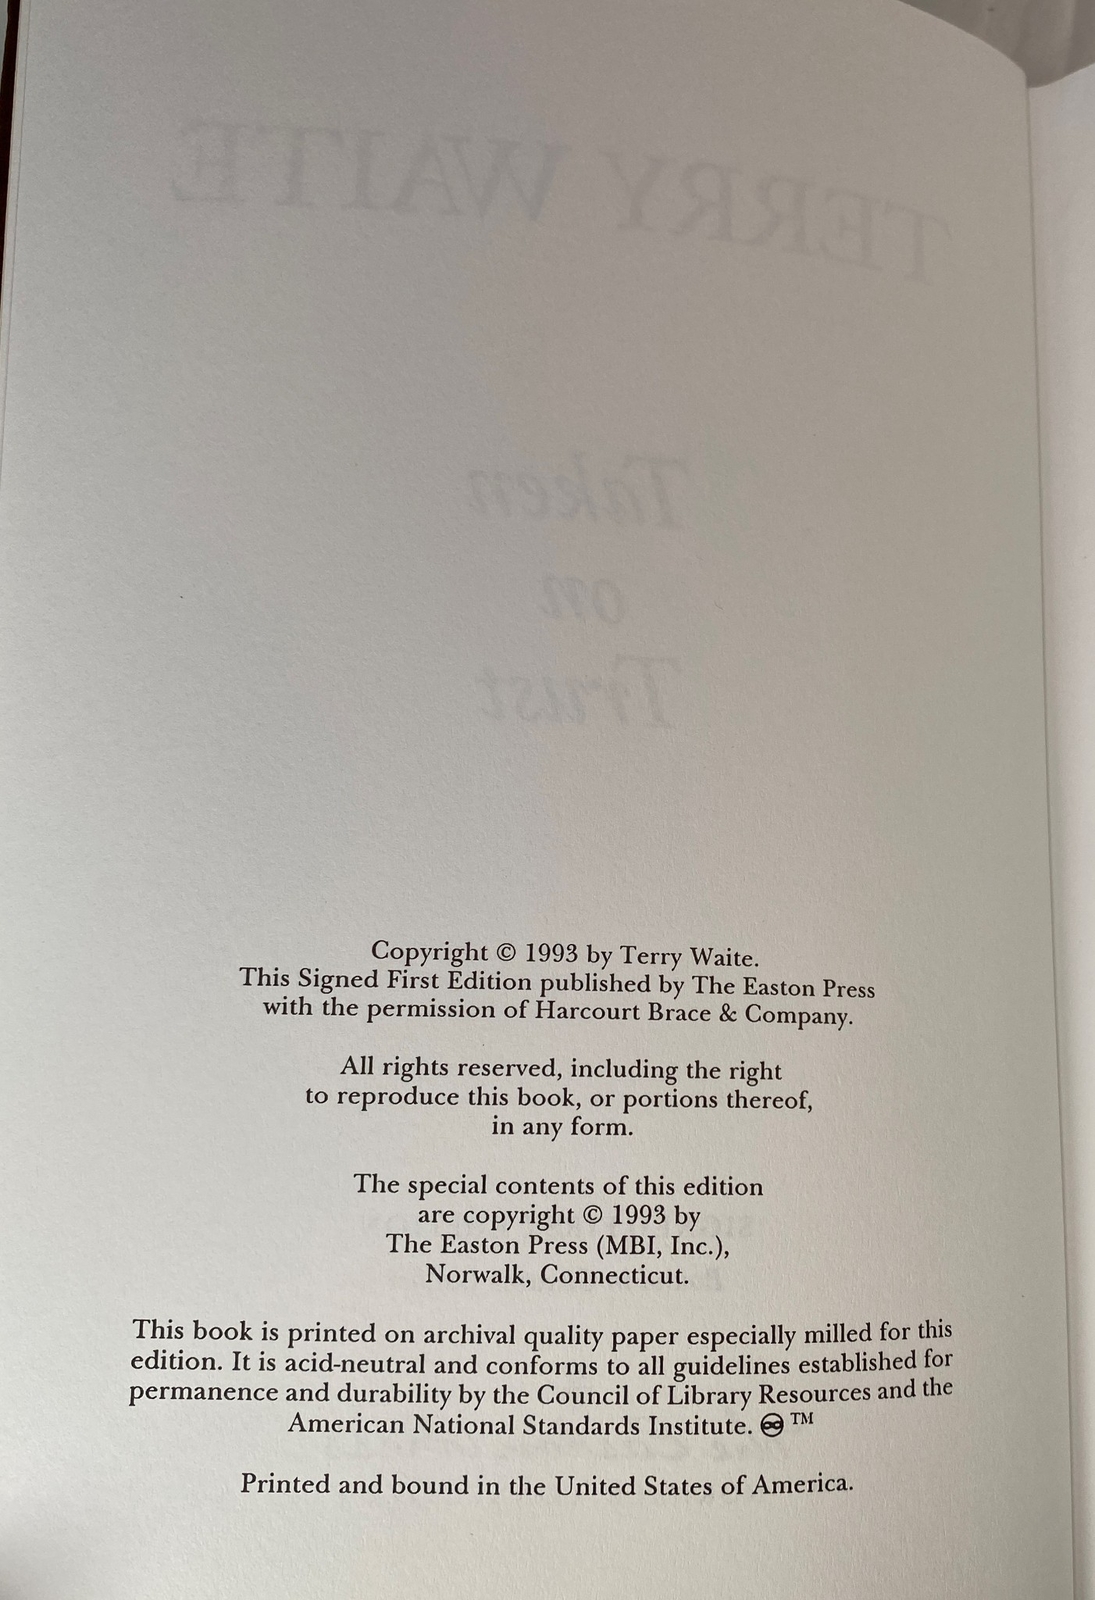 TERRY WAITE
Taken
on
Trust
Copyright © 1993 by Terry Waite.
This Signed First Edition published by The Easton Press
with the permission of Harcourt Brace & Company.
All rights reserved, including the right
to reproduce this book, or portions thereof,
in any form.
The special contents of this edition
are copyright © 1993 by
The Easton Press (MBI, Inc.),
Norwalk, Connecticut.
This book is printed on archival quality paper especially milled for this
edition. It is acid-neutral and conforms to all guidelines established for
permanence and durability by the Council of Library Resources and the
American National Standards Institute. ♾ ™
Printed and bound in the United States of America.